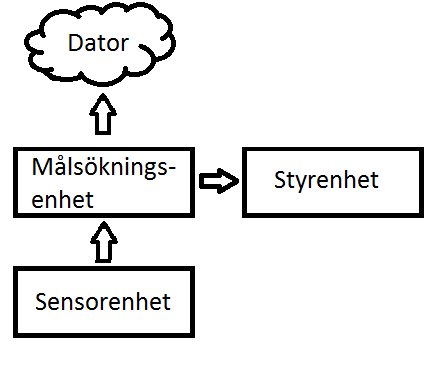 Dator
Målsöknings-
enhet
Styrenhet
Sensorenhet